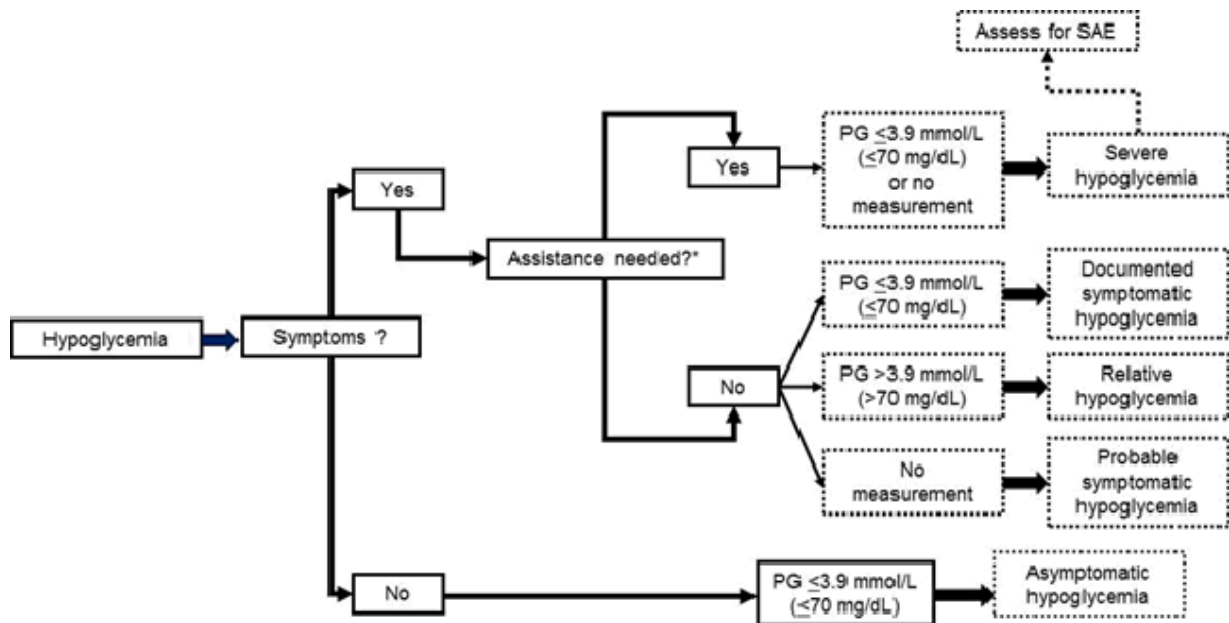 Assess for SAE
PG ≤3.9 mmol/L
(≤70 mg/dL)
or no
measurement
Yes
Severe
hypoglycemia
Yes
Assistance needed?*
PG ≤3.9 mmol/L
(≤70 mg/dL)
Documented
symptomatic
hypoglycemia
Hypoglycemia
Symptoms ?
No
PG >3.9 mmol/L
(>70 mg/dL)
Relative
hypoglycemia
No
measurement
Probable
symptomatic
hypoglycemia
No
PG ≤3.9 mmol/L
(≤70 mg/dL)
Asymptomatic
hypoglycemia